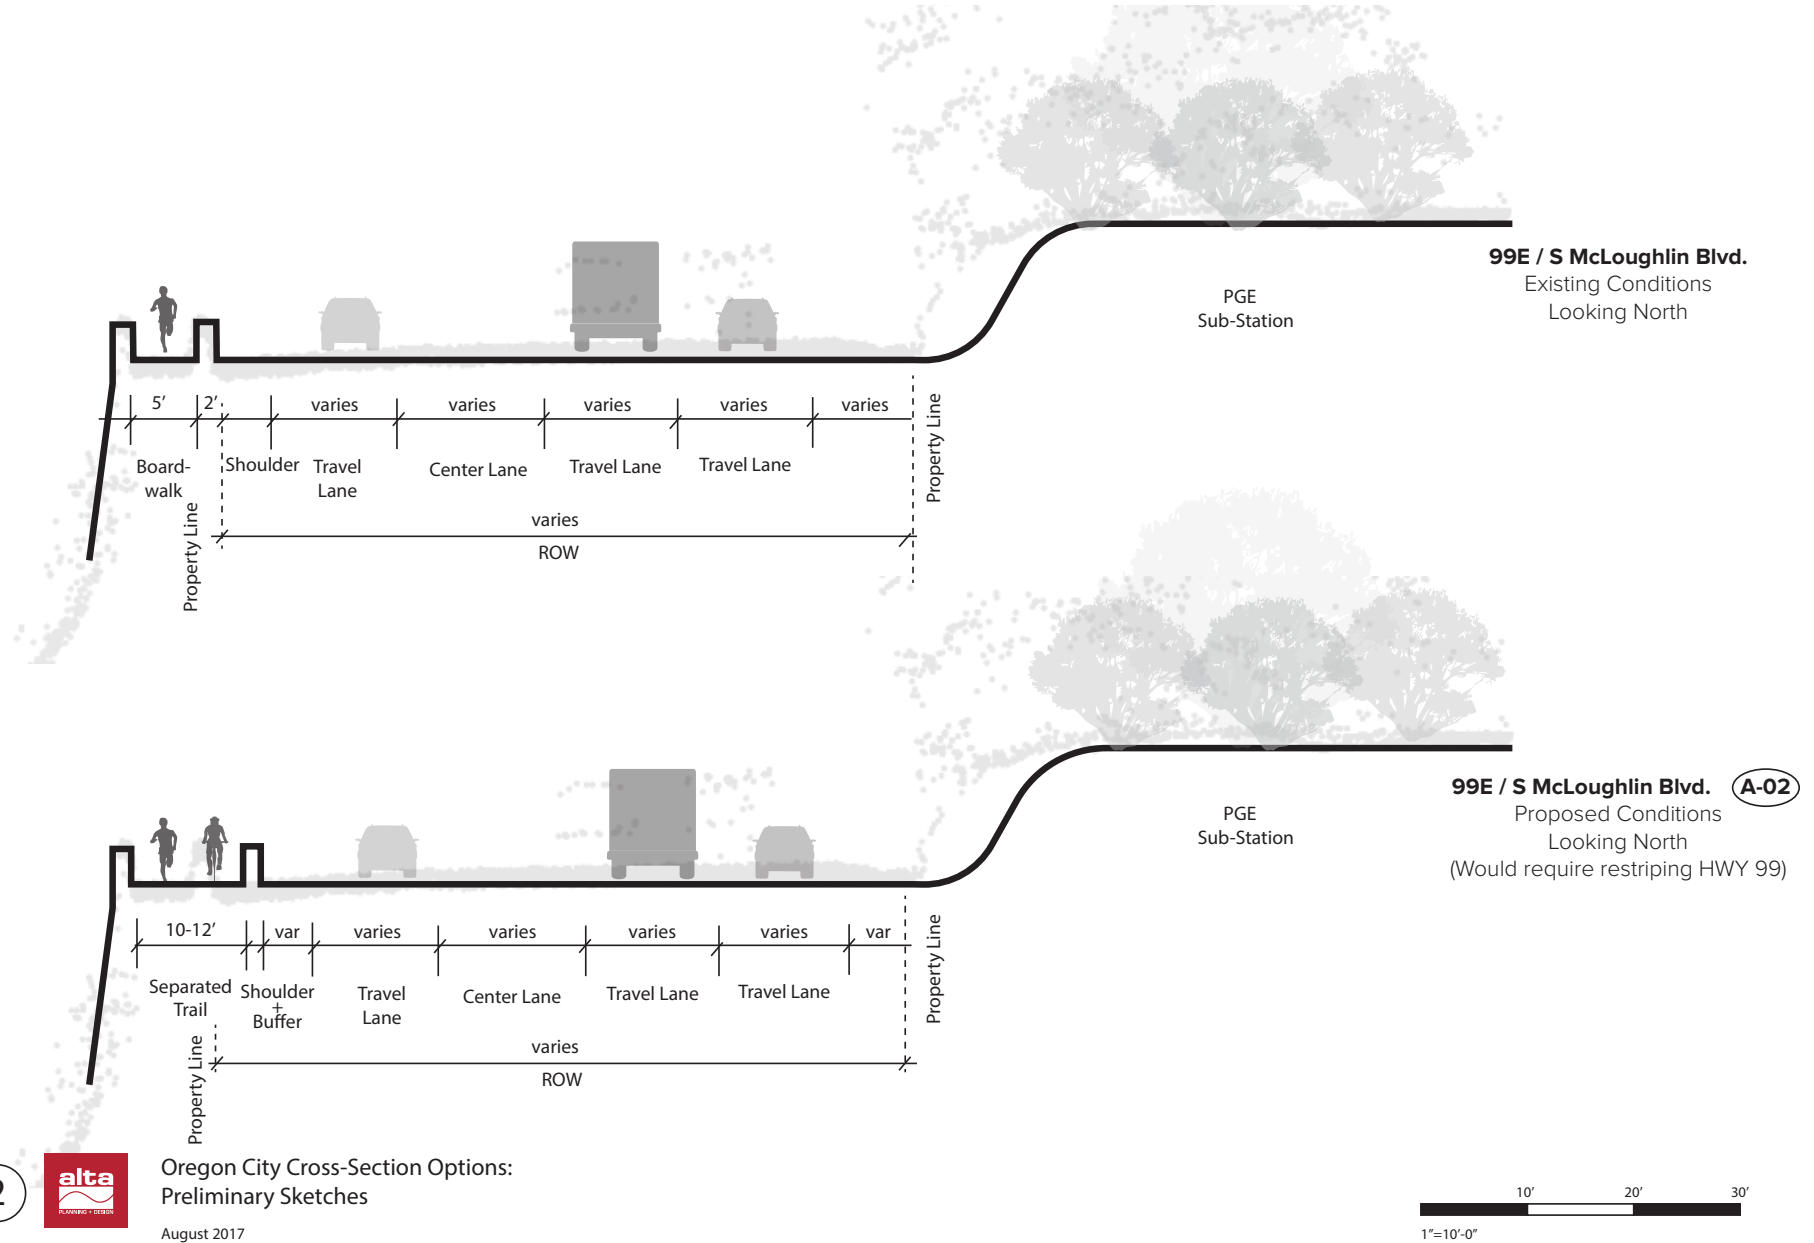 99E / S McLoughlin Blvd.
Existing Conditions
Looking North
PGE
Sub-Station
5’
2’
varies
varies
varies
varies
varies
Board-
walk
Shoulder
Travel
Lane
Center Lane
Travel Lane
Travel Lane
Property Line
Property Line
varies
ROW
99E / S McLoughlin Blvd.
A-02
Proposed Conditions
Looking North
(Would require restriping HWY 99)
PGE
Sub-Station
10-12’
var
varies
varies
varies
varies
var
Separated
Trail
Shoulder
+
Buffer
Travel
Lane
Center Lane
Travel Lane
Travel Lane
Property Line
Property Line
varies
ROW
2
alta
PLANNING + DESIGN
Oregon City Cross-Section Options:
Preliminary Sketches
August 2017
10’
20’
30’
1”=10’-0”